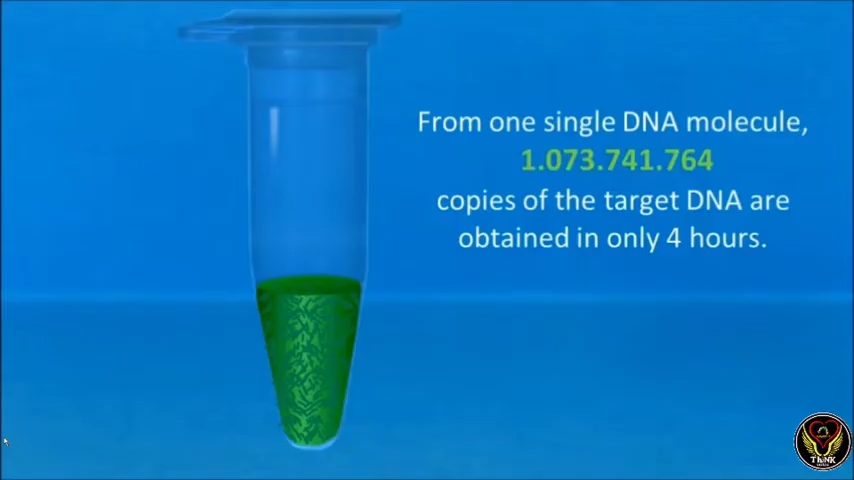 From one single DNA molecule,
1.073.741.764
copies of the target DNA are
obtained in only 4 hours.
ThiNK